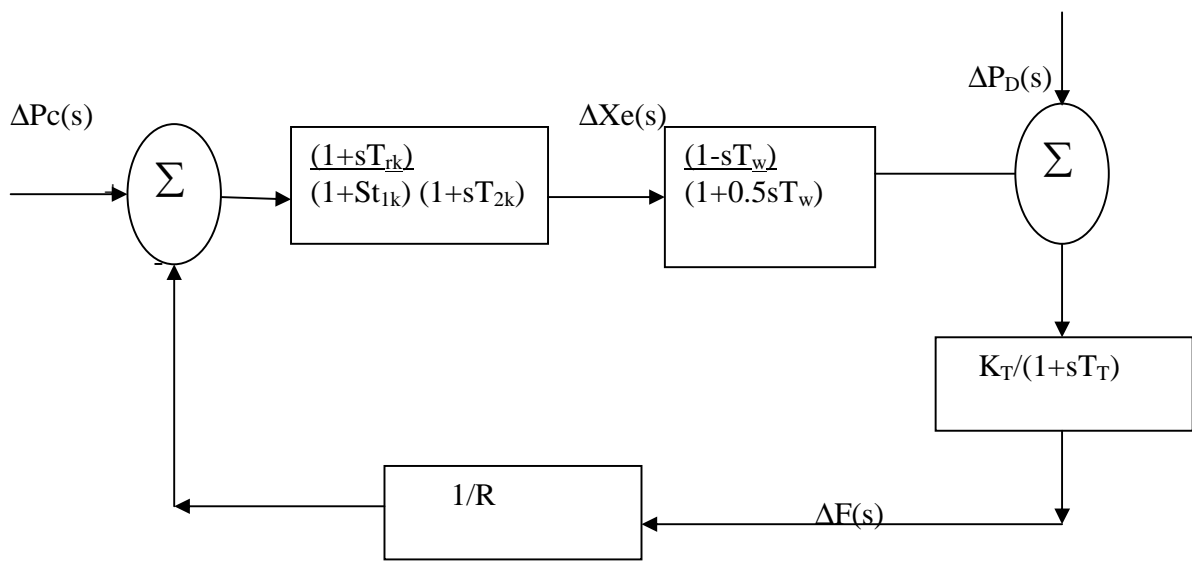 ΔP_D(s)
ΔPc(s)
ΔXe(s)
+
Σ
(1+sT_rk)
(1+St_1k) (1+sT_2k)
(1-sT_w)
(1+0.5sT_w)
Σ
-
K_T/(1+sT_T)
1/R
ΔF(s)